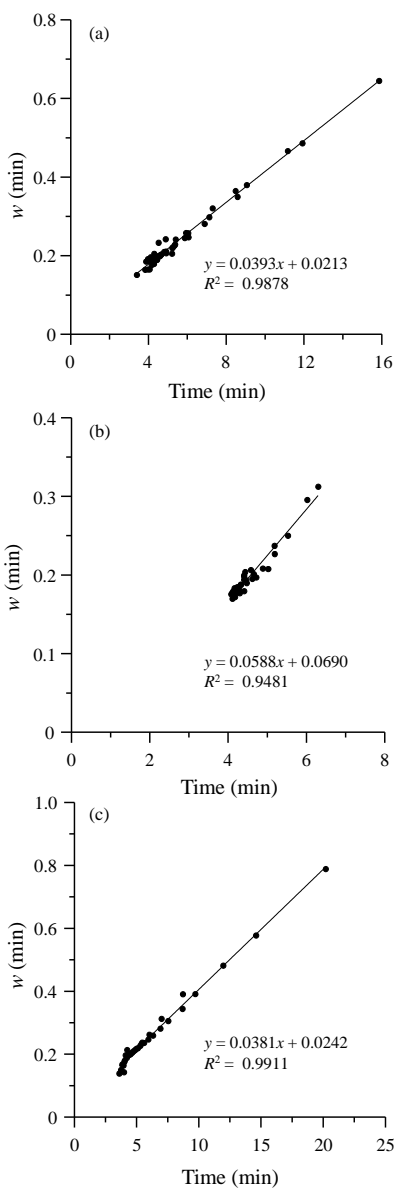 (a)
0.8
0.6
0.4
0.2
0
w (min)
y = 0.0393x + 0.0213
R² = 0.9878
0 4 8 12 16
Time (min)
(b)
0.4
0.3
0.2
0.1
0
w (min)
y = 0.0588x + 0.0690
R² = 0.9481
0 2 4 6 8
Time (min)
(c)
1.0
0.8
0.6
0.4
0.2
0
w (min)
y = 0.0381x + 0.0242
R² = 0.9911
0 5 10 15 20 25
Time (min)